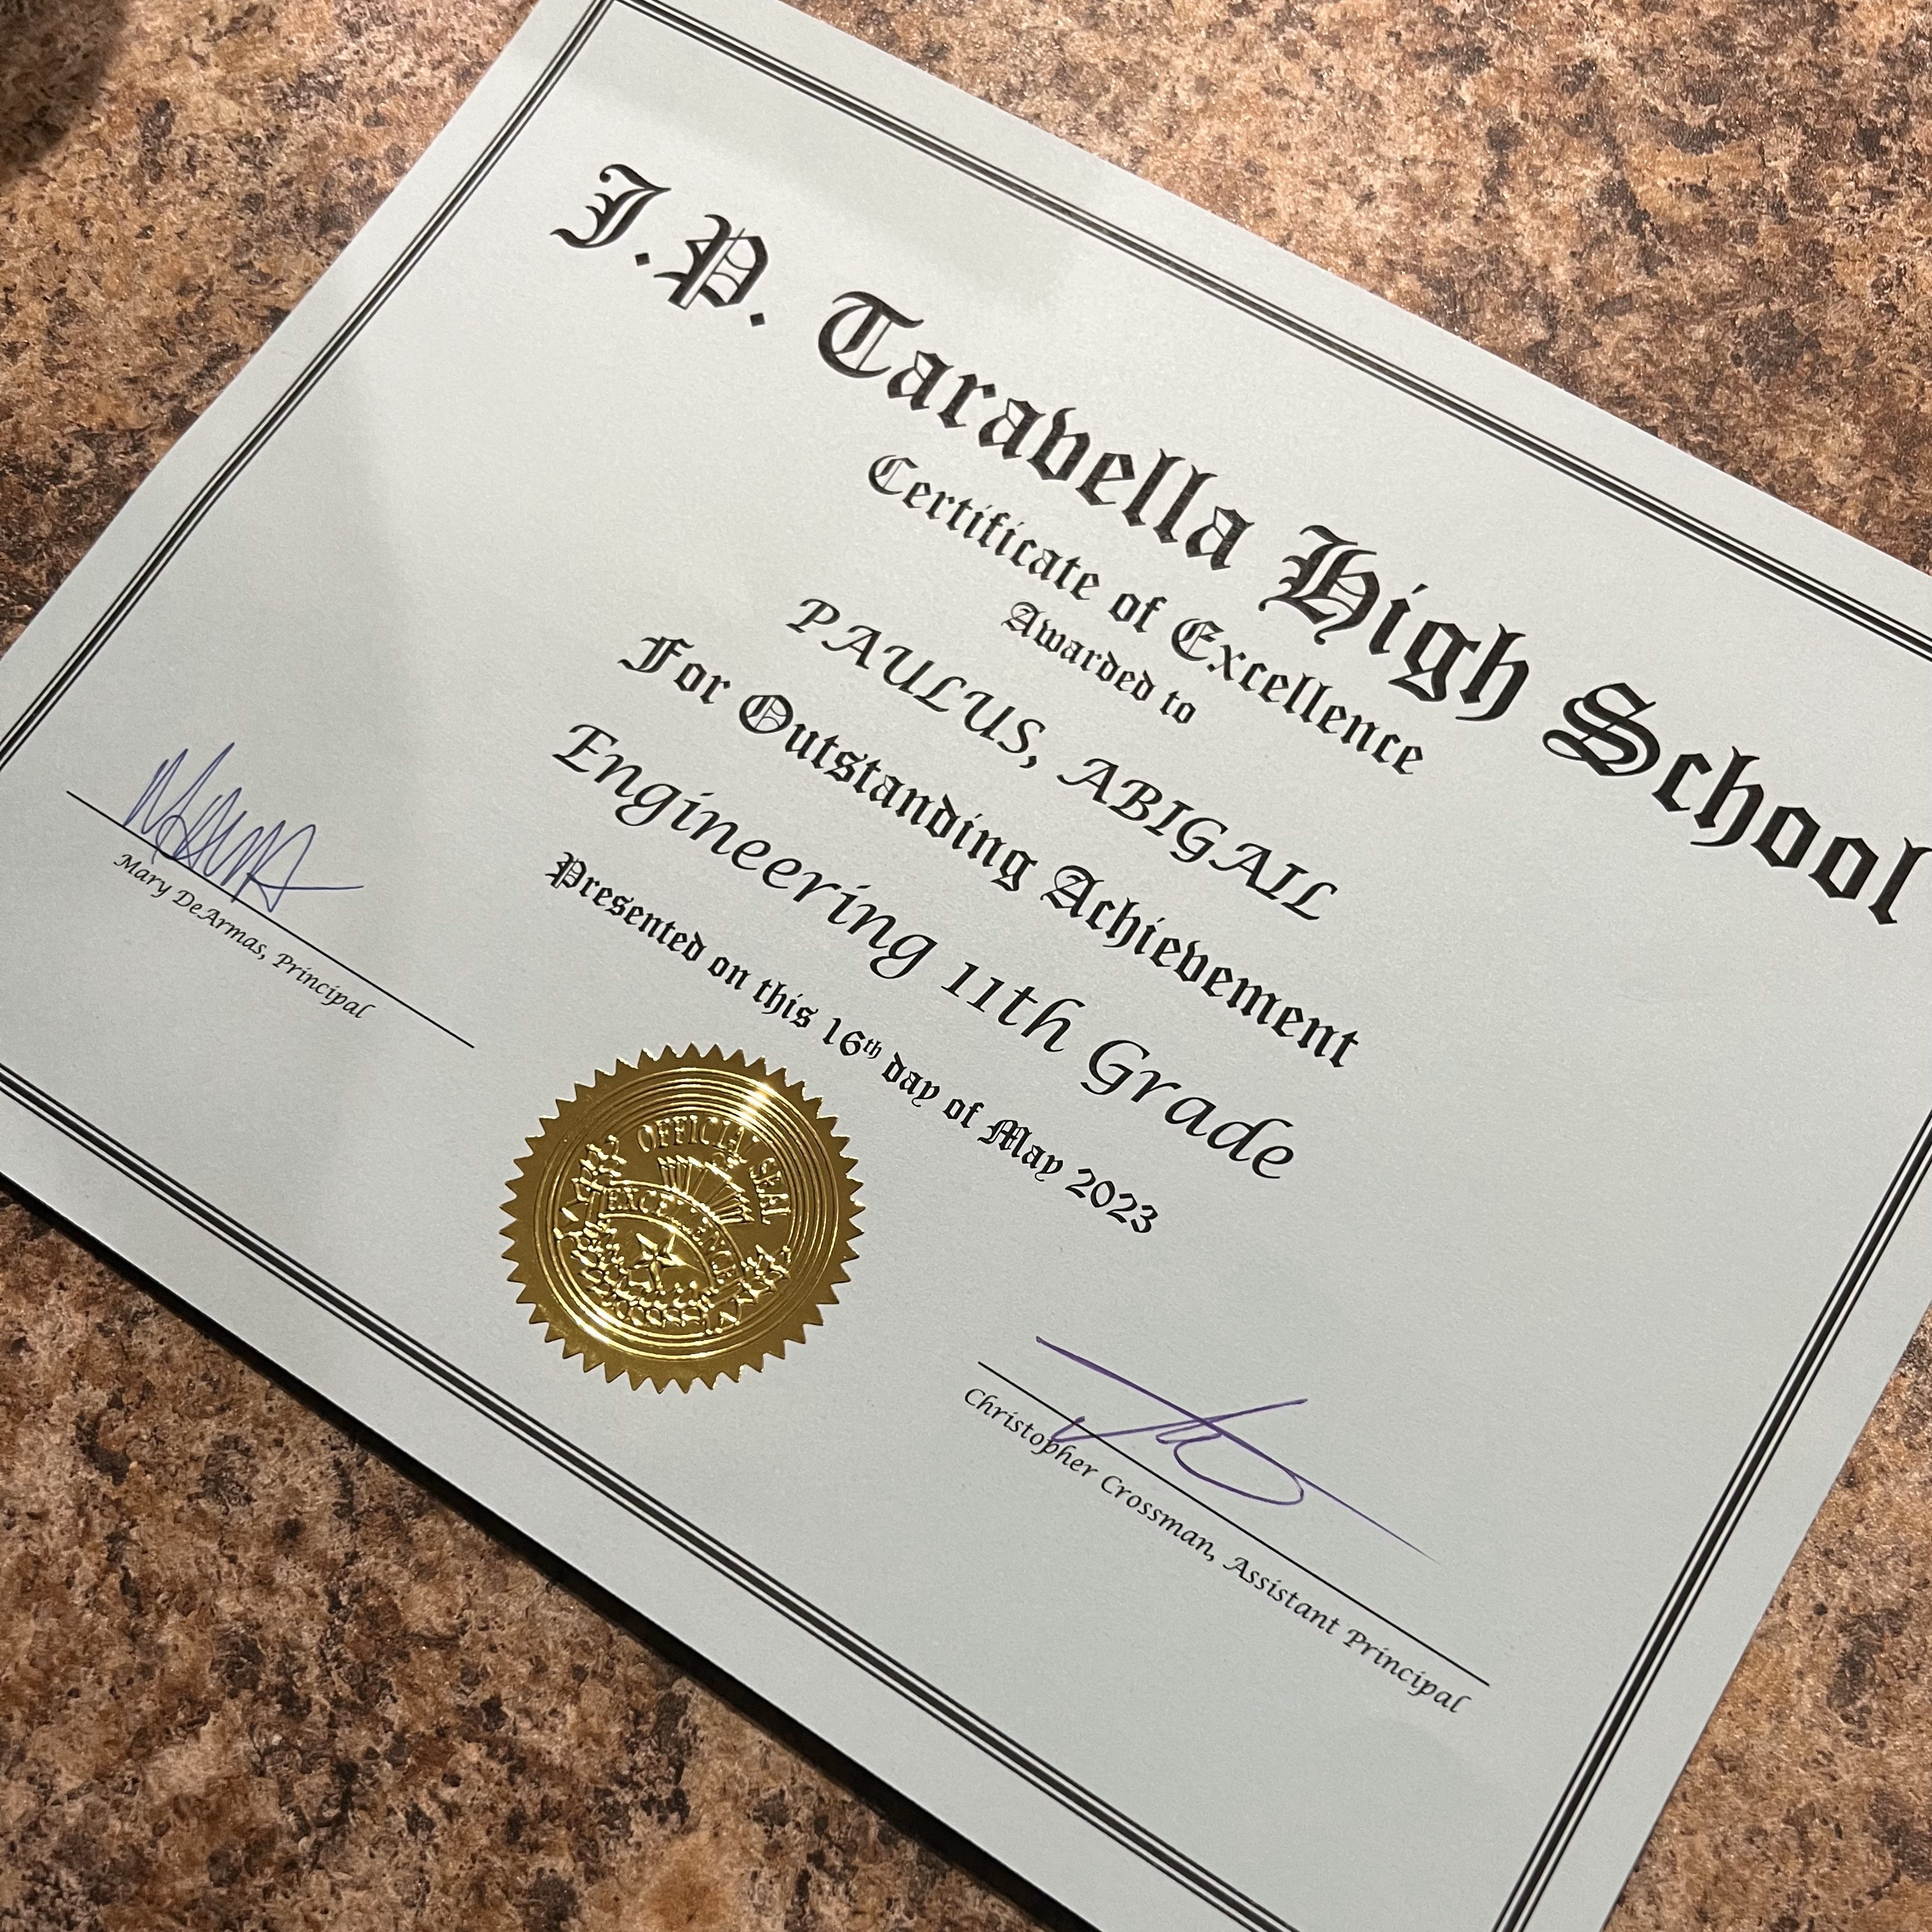 J.P. Taravella High School
Certificate of Excellence
Awarded to
PAULUS, ABIGAIL
For Outstanding Achievement
Engineering 11th Grade
Presented on this 16th day of May 2023
Mary DeArmas, Principal
OFFICIAL SEAL
EXCELLENCE
Christopher Crossman, Assistant Principal